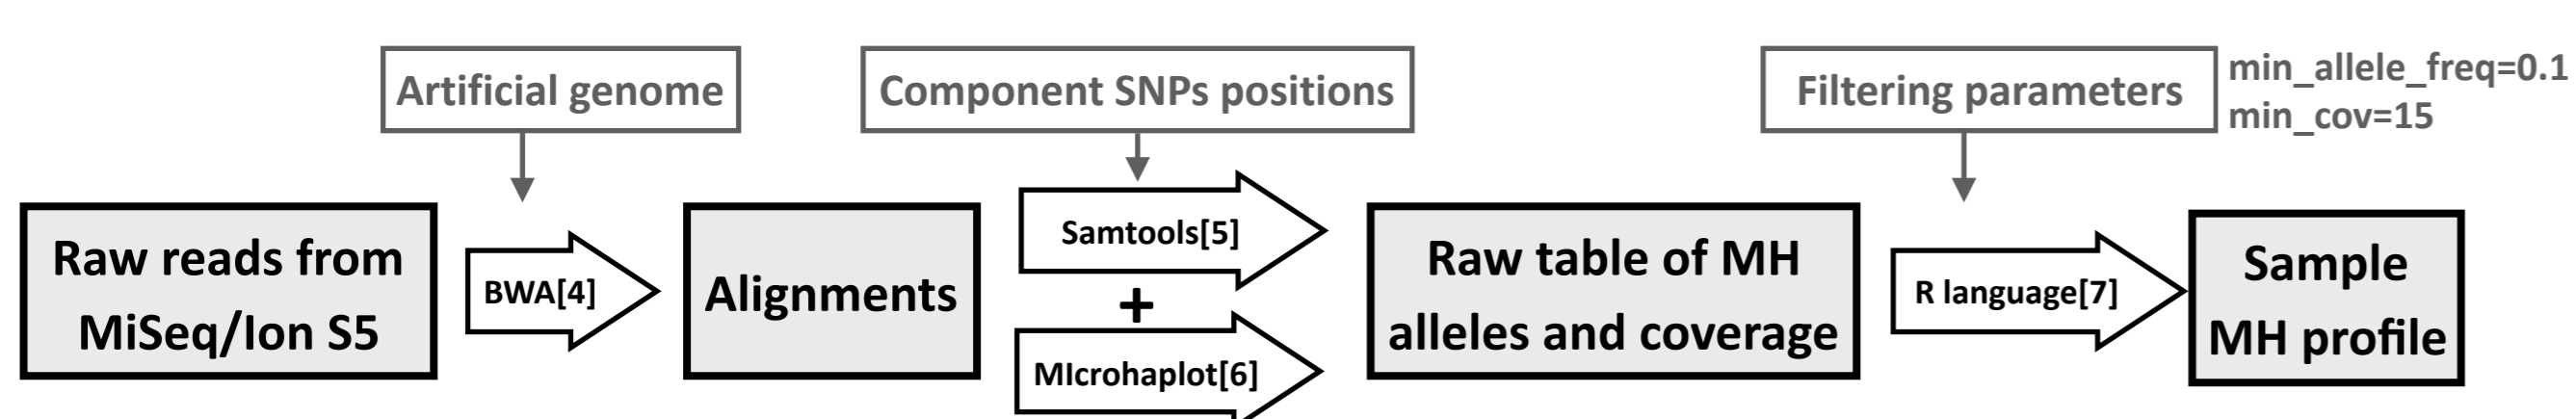 Artificial genome
Component SNPs positions
Filtering parameters
min_allele_freq=0.1
min_cov=15
Raw reads from
MiSeq/Ion S5
BWA[4]
Alignments
Samtools[5]
+
MIcrohaplot[6]
Raw table of MH
alleles and coverage
R language[7]
Sample
MH profile